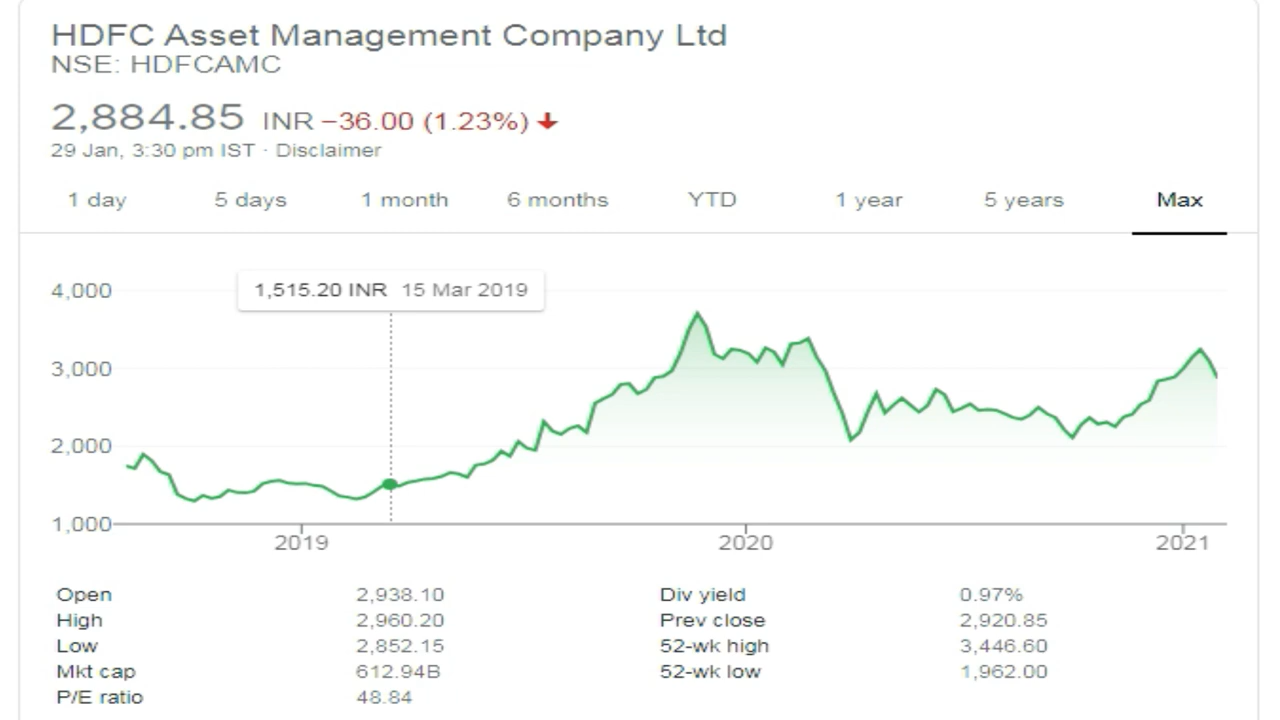 HDFC Asset Management Company Ltd
NSE: HDFCAMC
2,884.85 INR −36.00 (1.23%)
29 Jan, 3:30 pm IST · Disclaimer
1 day 5 days 1 month 6 months YTD 1 year 5 years Max
1,515.20 INR 15 Mar 2019
4,000
3,000
2,000
1,000
2019 2020 2021
Open 2,938.10 Div yield 0.97%
High 2,960.20 Prev close 2,920.85
Low 2,852.15 52-wk high 3,446.60
Mkt cap 612.94B 52-wk low 1,962.00
P/E ratio 48.84